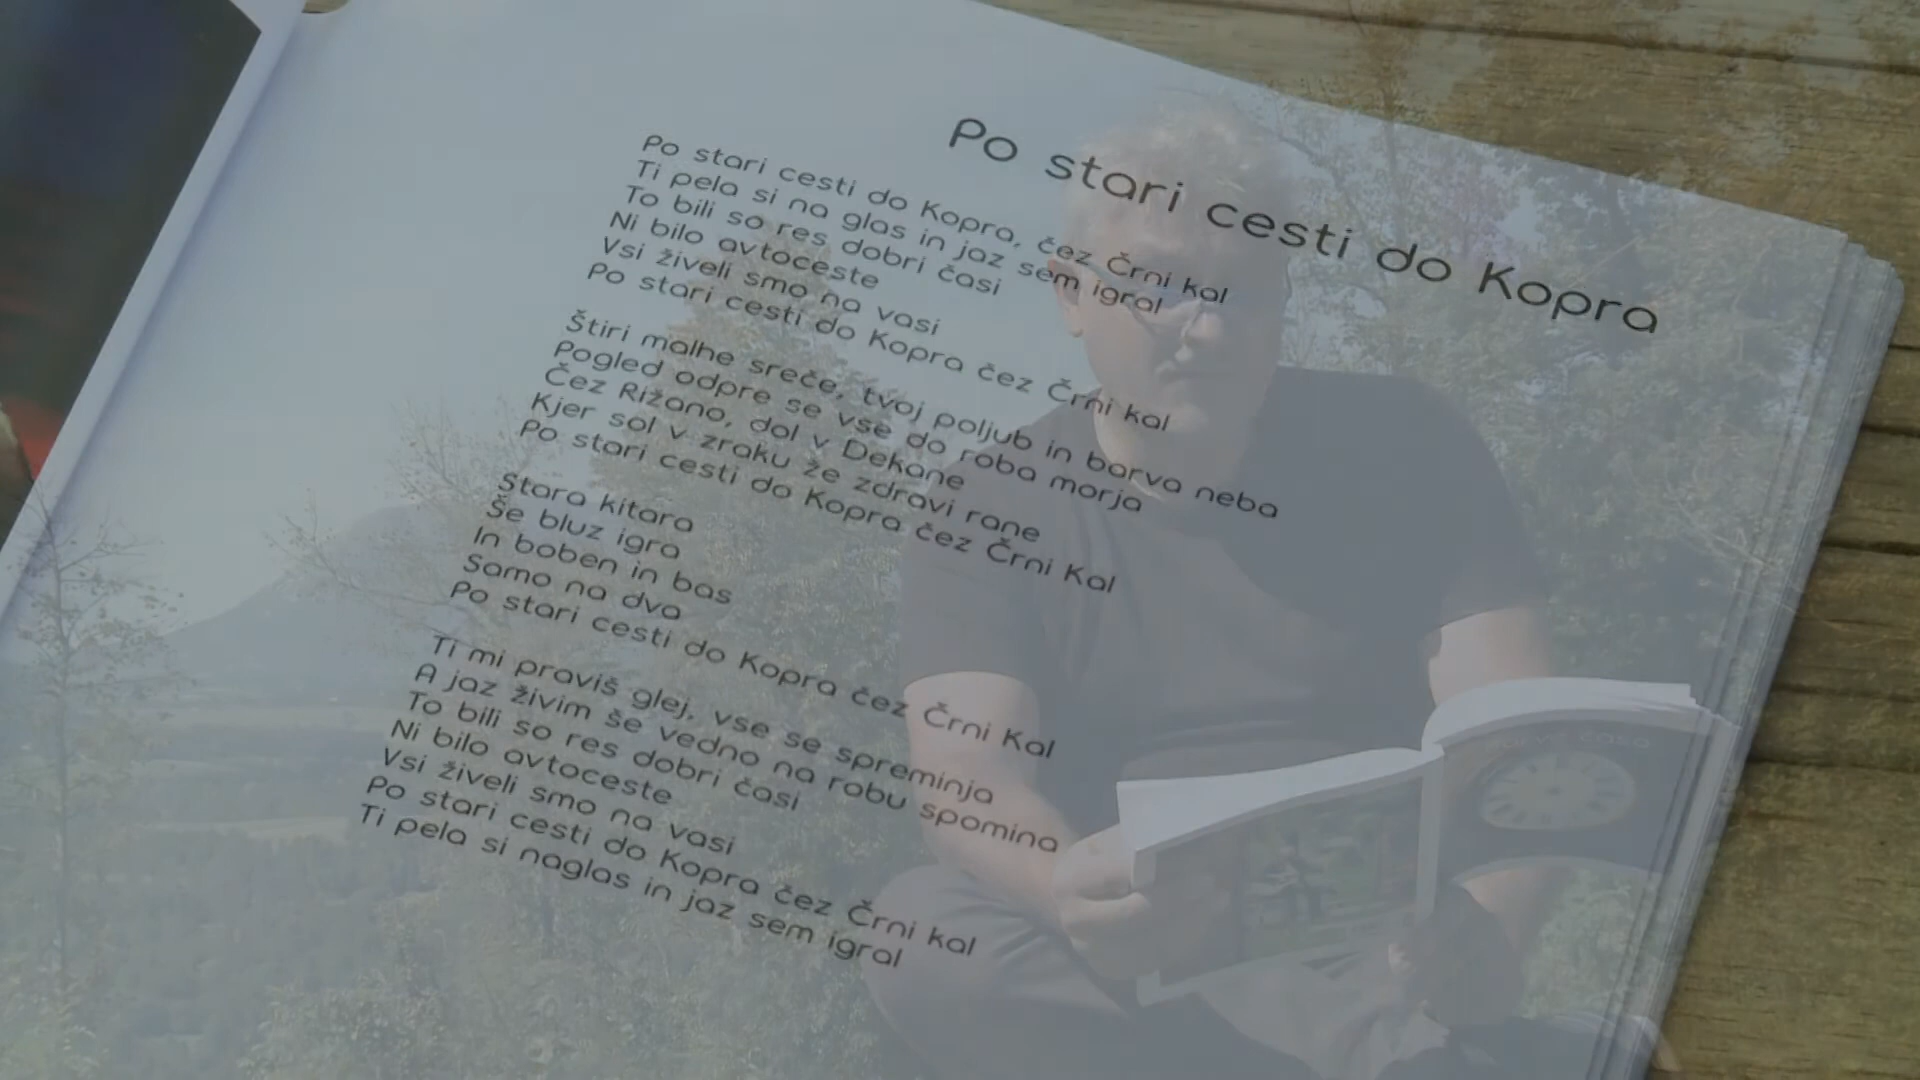 Po stari cesti do Kopra
Po stari cesti do Kopra, čez Črni kal
Ti pela si na glas in jaz sem igral
To bili so res dobri časi
Ni bilo avtoceste
Vsi živeli smo na vasi
Po stari cesti do Kopra čez Črni kal
Štiri malhe sreče, tvoj poljub in barva neba
Pogled odpre se vse do roba morja
Čez Rižano, dol v Dekane
Kjer sol v zraku že zdravi rane
Po stari cesti do Kopra čez Črni Kal
Stara kitara
Še bluz igra
In boben in bas
Samo na dva
Po stari cesti do Kopra čez Črni Kal
Ti mi praviš glej, vse se spreminja
A jaz živim še vedno na robu spomina
To bili so res dobri časi
Ni bilo avtoceste
Vsi živeli smo na vasi
Po stari cesti do Kopra čez Črni kal
Ti pela si naglas in jaz sem igral